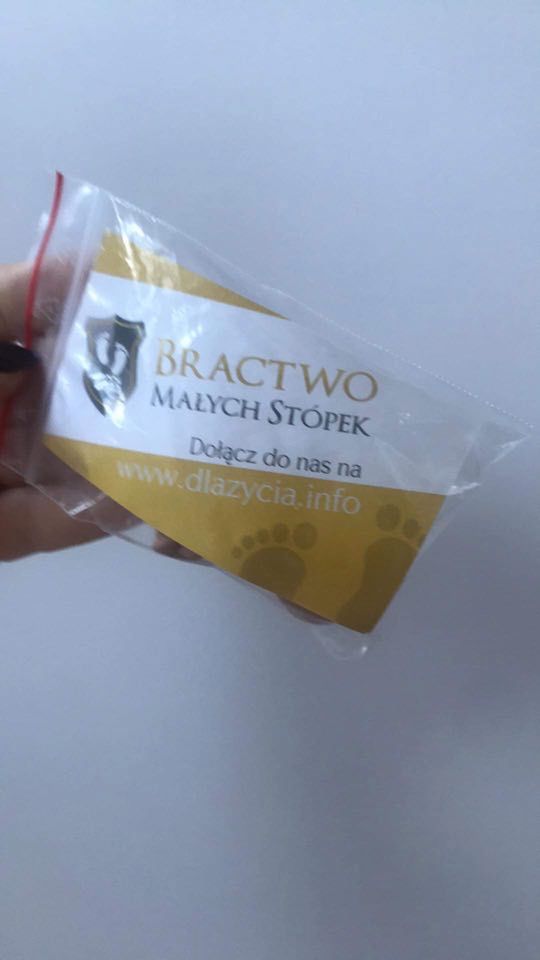 BRACTWO
MAŁYCH STÓPEK
Dołącz do nas na
www.dlazycia.info